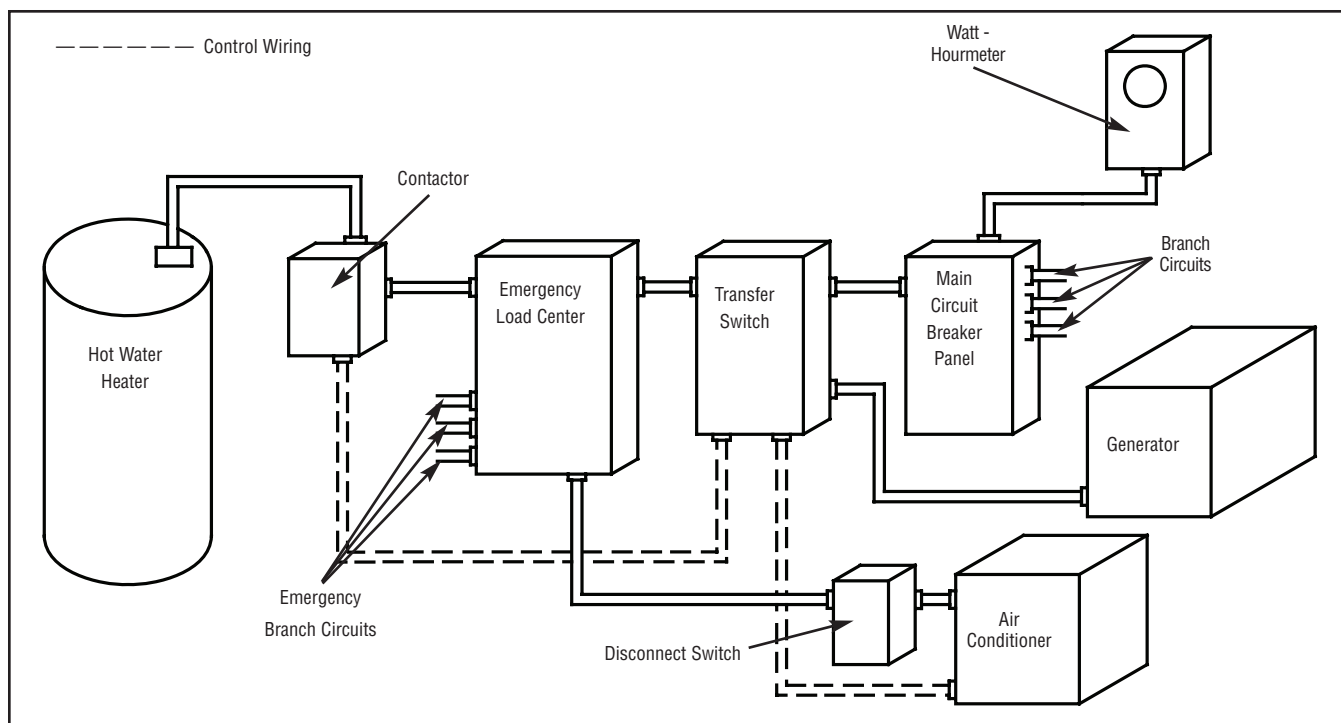 Control Wiring
Watt -
Hourmeter
Contactor
Branch
Circuits
Emergency
Load Center
Transfer
Switch
Main
Circuit
Breaker
Panel
Hot Water
Heater
Generator
Emergency
Branch Circuits
Disconnect Switch
Air
Conditioner